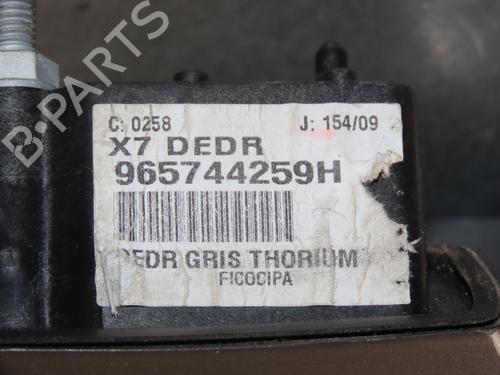 C: 0258 J: 154/09
X7 DEDR
965744259H
DEDR GRIS THORIUM
FICOCIPA
B-PARTS